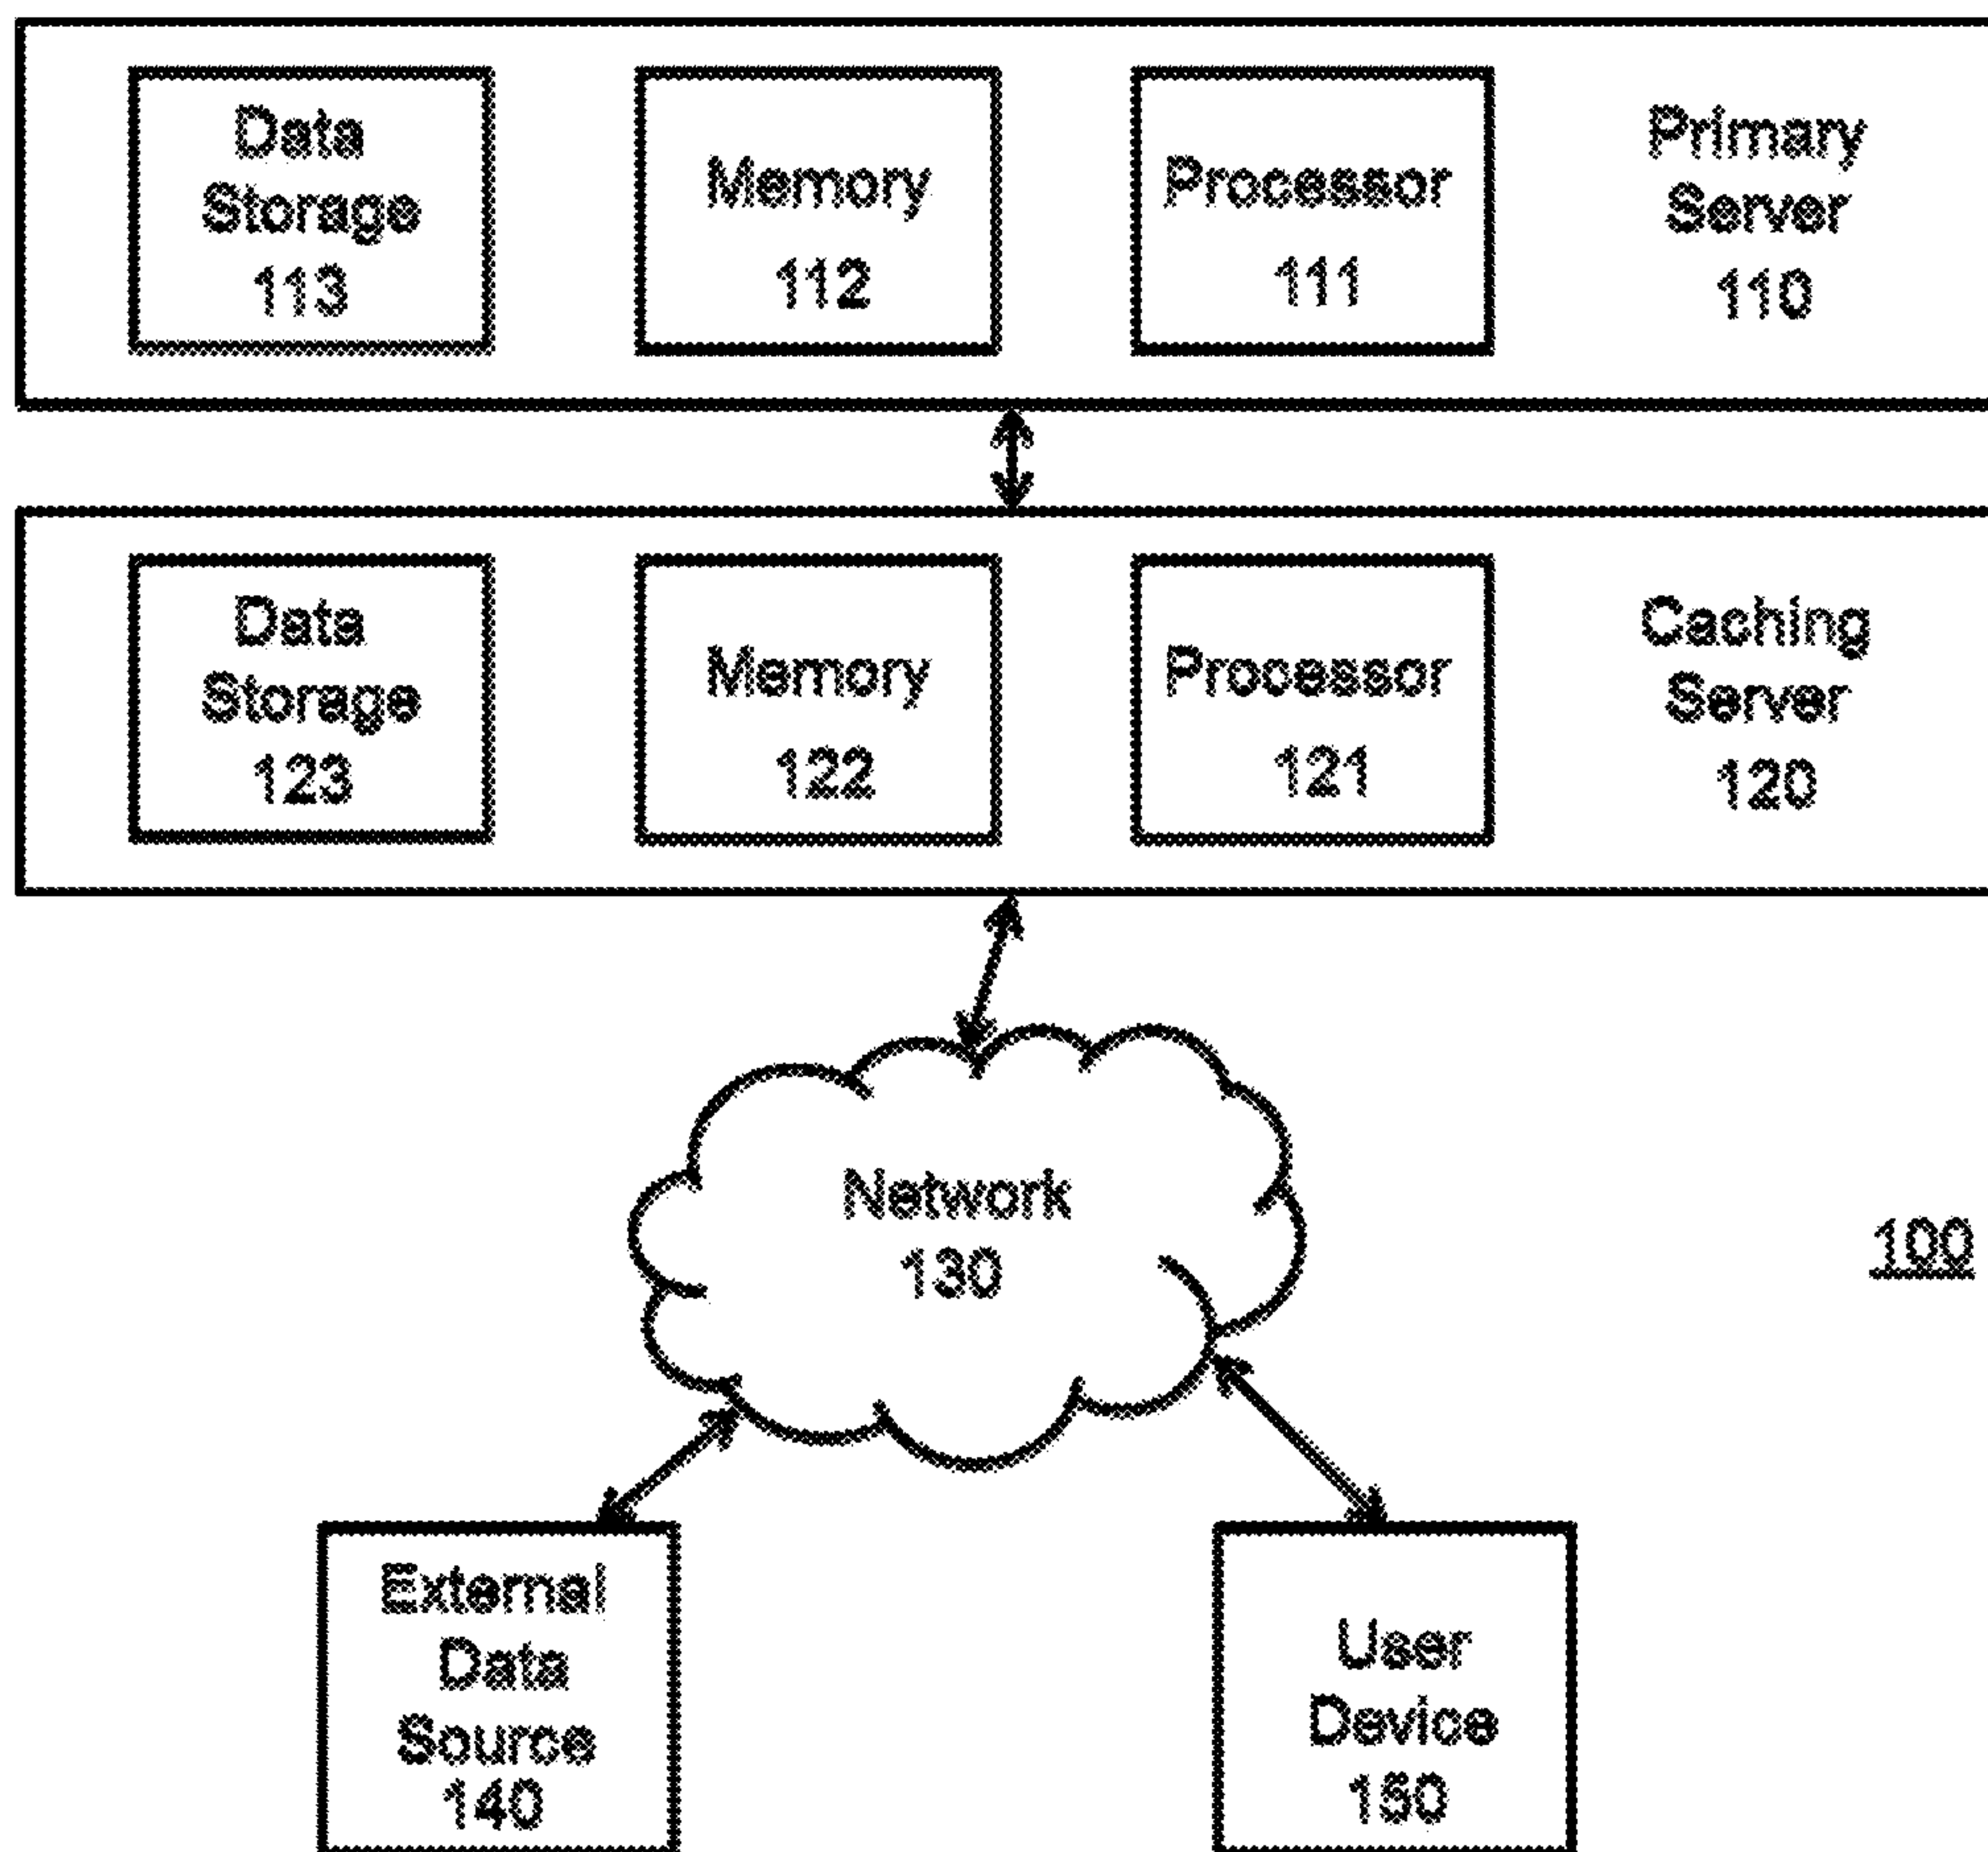 Data
Storage
113
Memory
112
Processor
111
Primary
Server
110
Data
Storage
123
Memory
122
Processor
121
Caching
Server
120
Network
130
100
External
Data
Source
140
User
Device
150